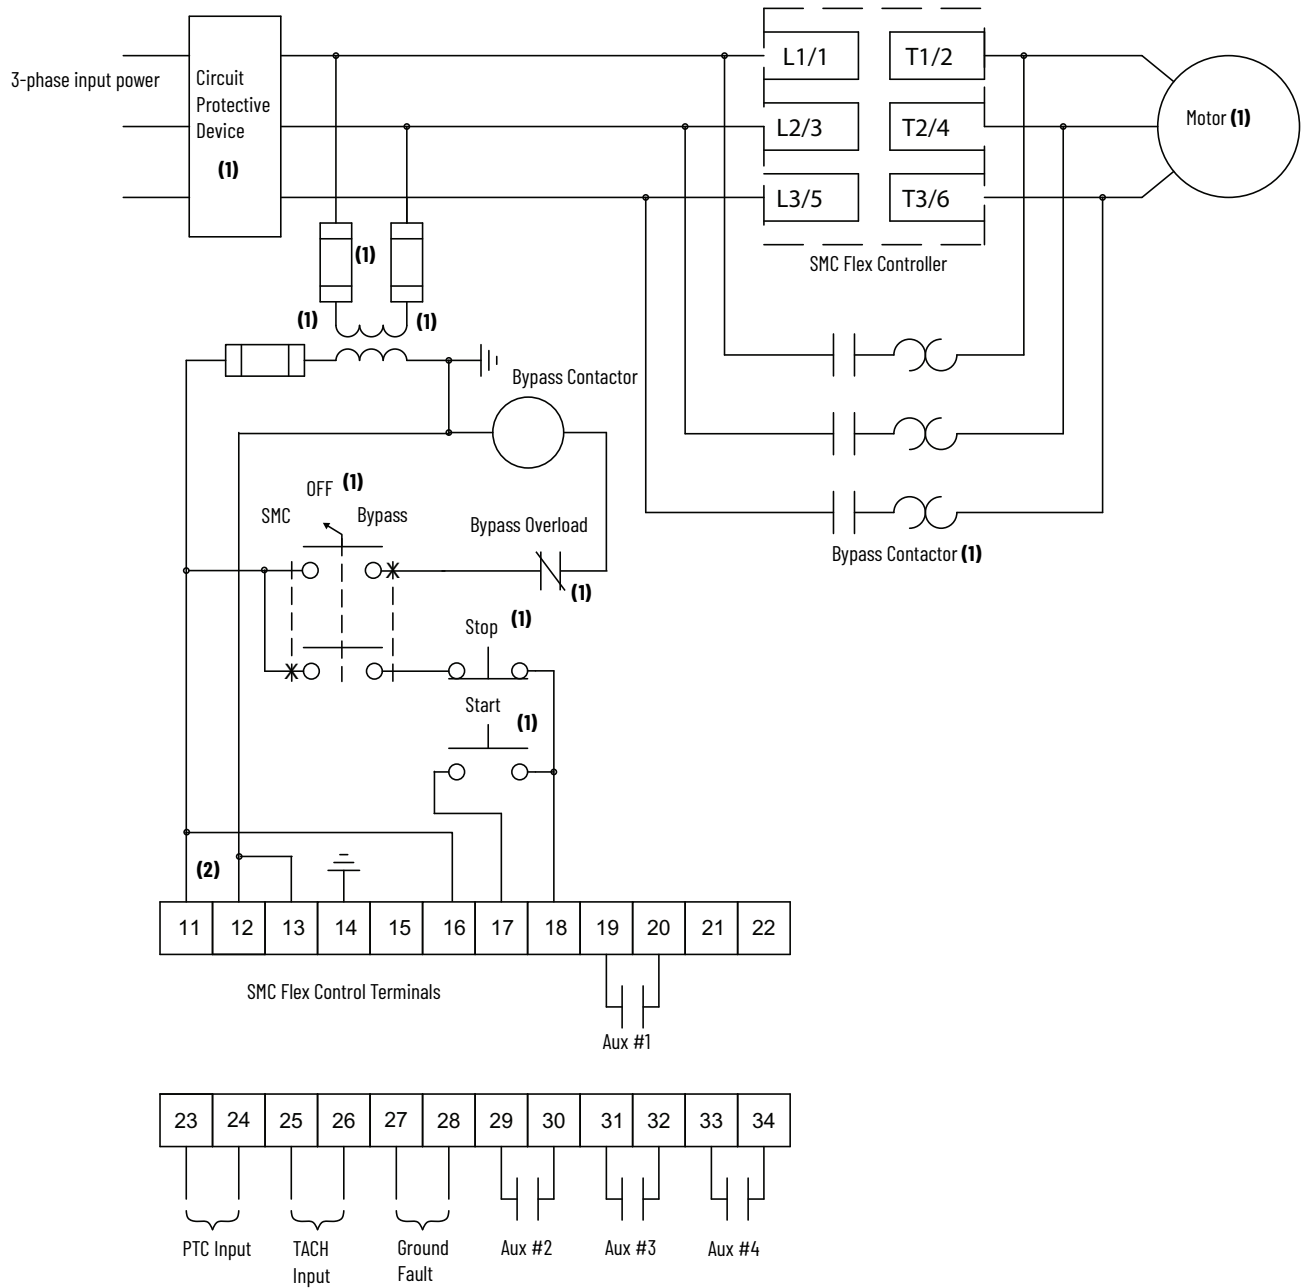 3-phase input power
Circuit
Protective
Device
(1)
L1/1
T1/2
L2/3
T2/4
L3/5
T3/6
Motor (1)
SMC Flex Controller
(1)
(1)
(1)
Bypass Contactor
OFF (1)
SMC
Bypass
Bypass Overload
(1)
Bypass Contactor (1)
Stop
(1)
Start
(1)
(2)
11 12 13 14 15 16 17 18 19 20 21 22
SMC Flex Control Terminals
Aux #1
23 24 25 26 27 28 29 30 31 32 33 34
PTC Input
TACH
Input
Ground
Fault
Aux #2
Aux #3
Aux #4